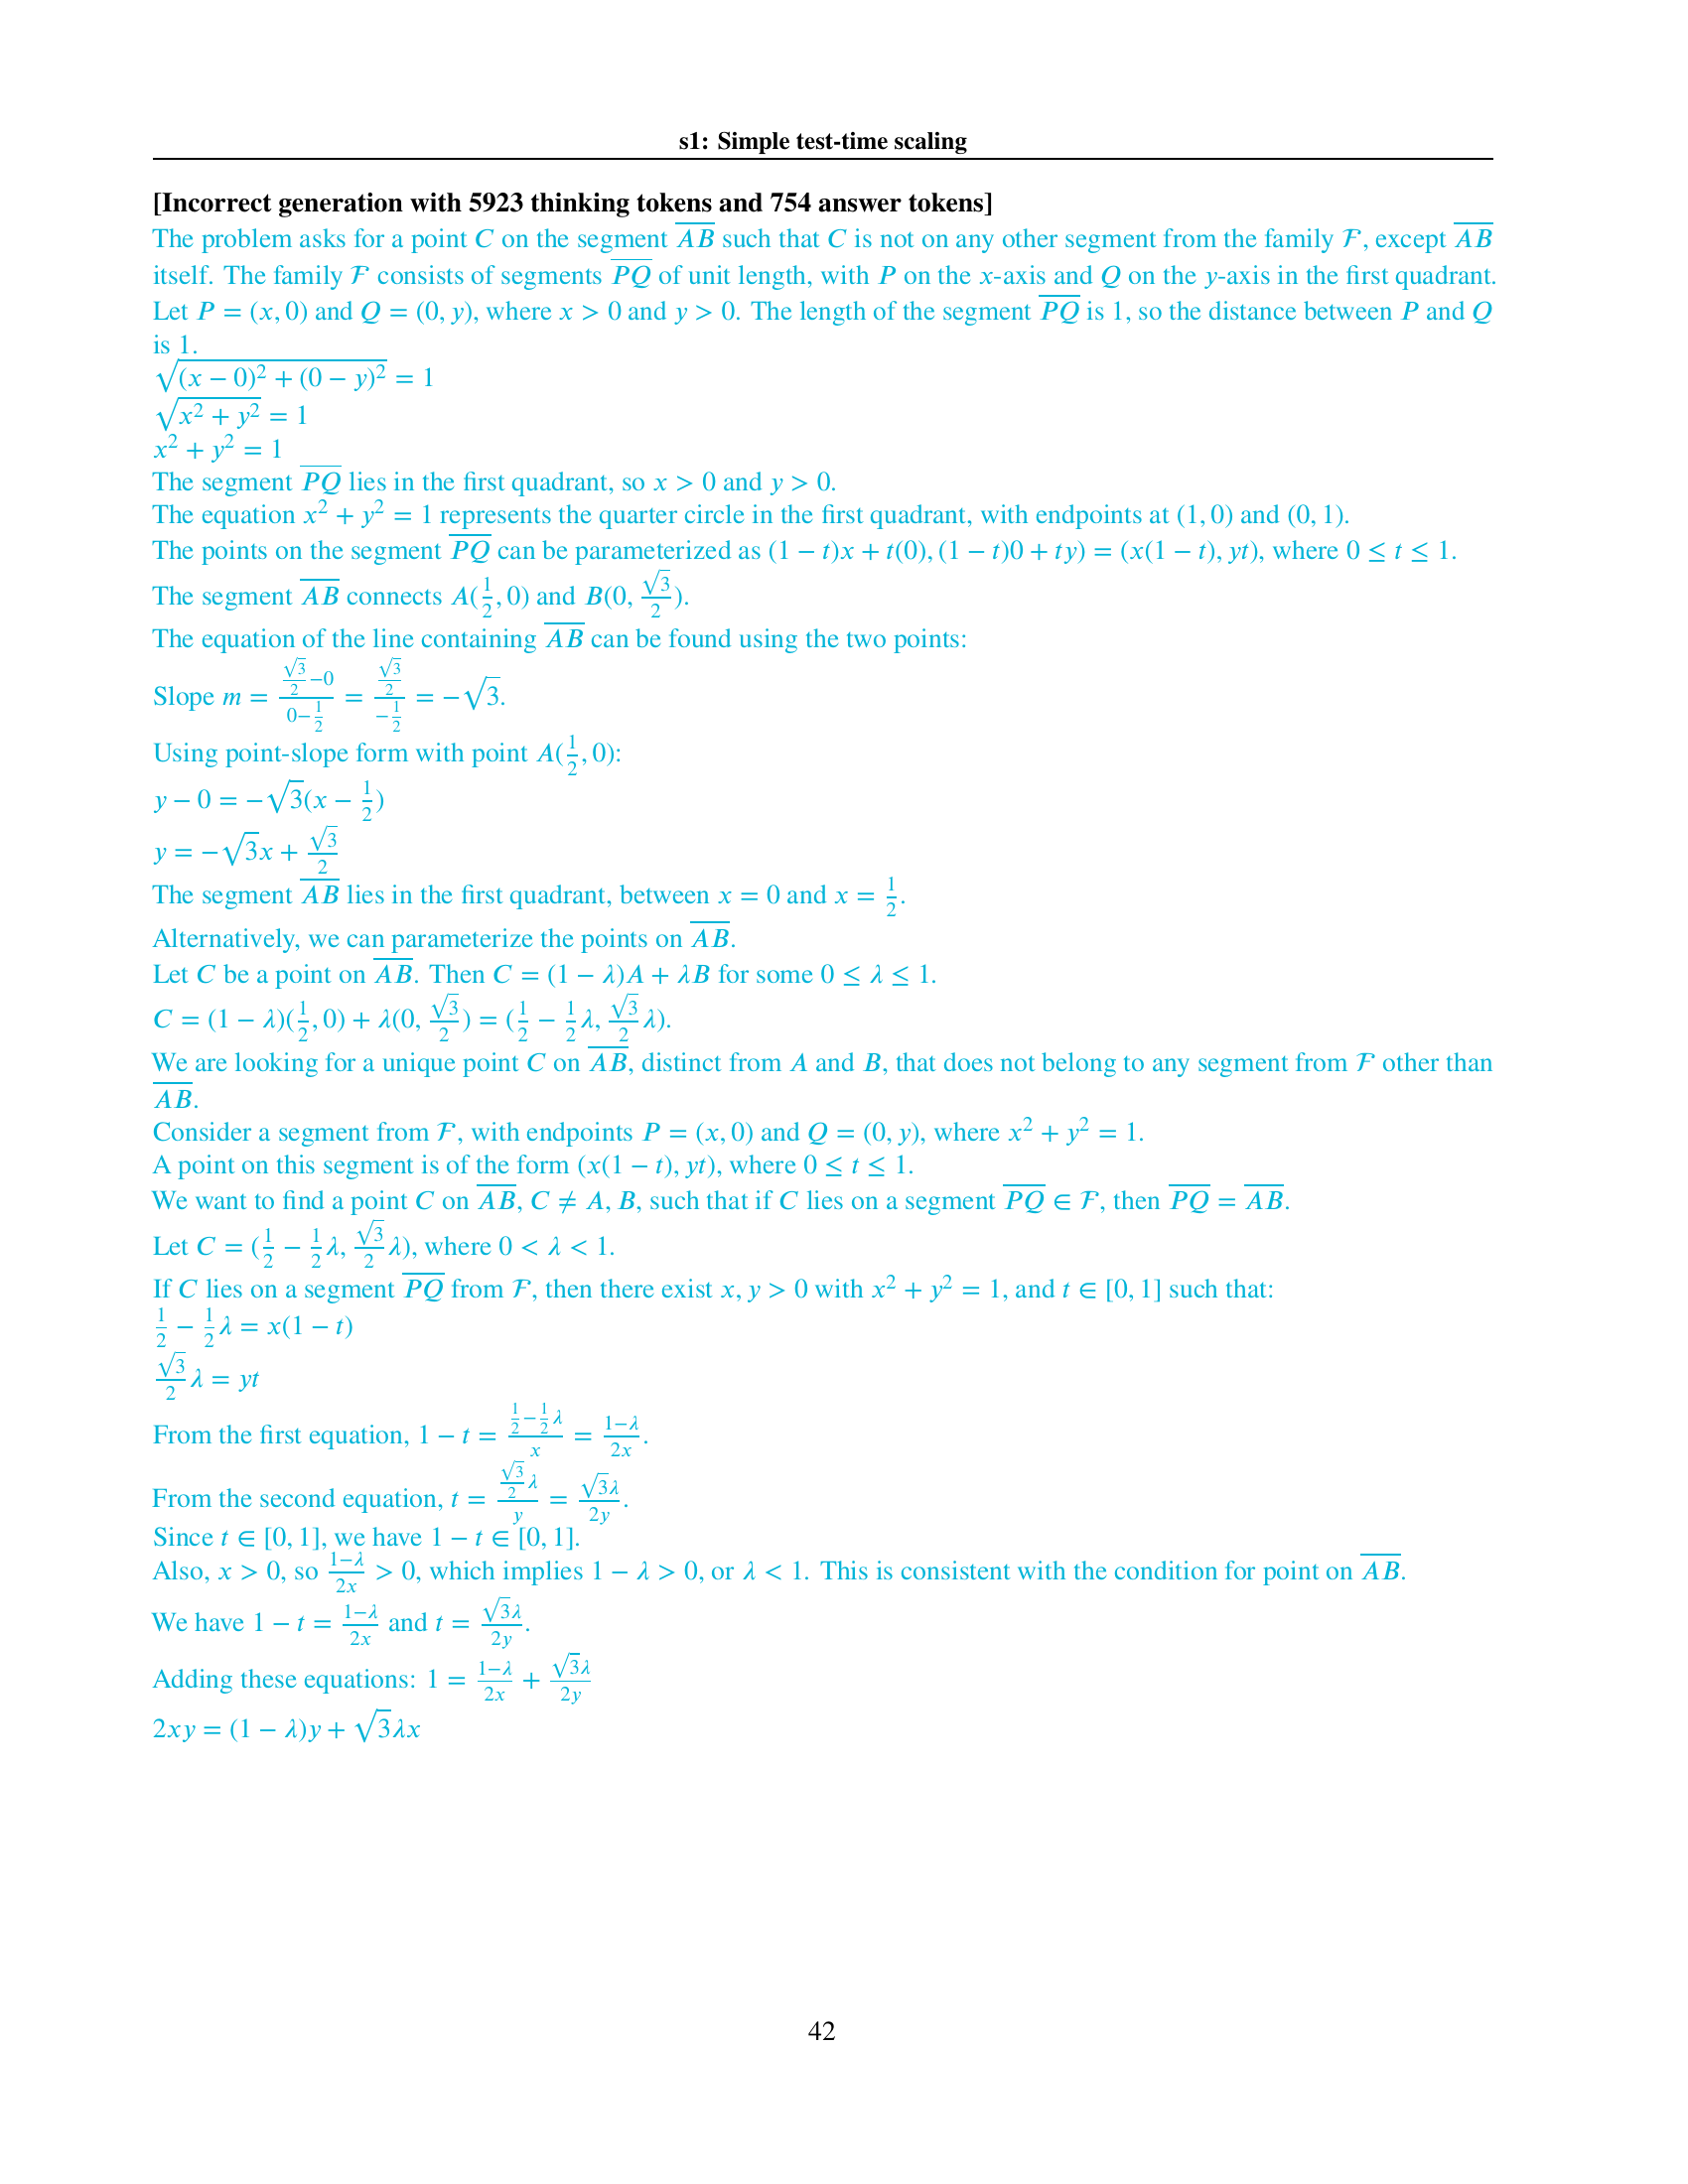 s1: Simple test-time scaling
[Incorrect generation with 5923 thinking tokens and 754 answer tokens]
The problem asks for a point $C$ on the segment $\overline{AB}$ such that $C$ is not on any other segment from the family $\mathcal{F}$, except $\overline{AB}$
itself. The family $\mathcal{F}$ consists of segments $\overline{PQ}$ of unit length, with $P$ on the $x$-axis and $Q$ on the $y$-axis in the first quadrant.
Let $P = (x, 0)$ and $Q = (0, y)$, where $x > 0$ and $y > 0$. The length of the segment $\overline{PQ}$ is 1, so the distance between $P$ and $Q$
is 1.
$\sqrt{(x - 0)^2 + (0 - y)^2} = 1$
$\sqrt{x^2 + y^2} = 1$
$x^2 + y^2 = 1$
The segment $\overline{PQ}$ lies in the first quadrant, so $x > 0$ and $y > 0$.
The equation $x^2 + y^2 = 1$ represents the quarter circle in the first quadrant, with endpoints at $(1, 0)$ and $(0, 1)$.
The points on the segment $\overline{PQ}$ can be parameterized as $(1 - t)x + t(0), (1 - t)0 + ty) = (x(1 - t), yt)$, where $0 \leq t \leq 1$.
The segment $\overline{AB}$ connects $A(\frac{1}{2}, 0)$ and $B(0, \frac{\sqrt{3}}{2})$.
The equation of the line containing $\overline{AB}$ can be found using the two points:
Slope $m = \frac{\frac{\sqrt{3}}{2}-0}{0-\frac{1}{2}} = \frac{\frac{\sqrt{3}}{2}}{-\frac{1}{2}} = -\sqrt{3}$.
Using point-slope form with point $A(\frac{1}{2}, 0)$:
$y - 0 = -\sqrt{3}(x - \frac{1}{2})$
$y = -\sqrt{3}x + \frac{\sqrt{3}}{2}$
The segment $\overline{AB}$ lies in the first quadrant, between $x = 0$ and $x = \frac{1}{2}$.
Alternatively, we can parameterize the points on $\overline{AB}$.
Let $C$ be a point on $\overline{AB}$. Then $C = (1 - \lambda)A + \lambda B$ for some $0 \leq \lambda \leq 1$.
$C = (1 - \lambda)(\frac{1}{2}, 0) + \lambda(0, \frac{\sqrt{3}}{2}) = (\frac{1}{2} - \frac{1}{2}\lambda, \frac{\sqrt{3}}{2}\lambda)$.
We are looking for a unique point $C$ on $\overline{AB}$, distinct from $A$ and $B$, that does not belong to any segment from $\mathcal{F}$ other than
$\overline{AB}$.
Consider a segment from $\mathcal{F}$, with endpoints $P = (x, 0)$ and $Q = (0, y)$, where $x^2 + y^2 = 1$.
A point on this segment is of the form $(x(1 - t), yt)$, where $0 \leq t \leq 1$.
We want to find a point $C$ on $\overline{AB}$, $C \neq A, B$, such that if $C$ lies on a segment $\overline{PQ} \in \mathcal{F}$, then $\overline{PQ} = \overline{AB}$.
Let $C = (\frac{1}{2} - \frac{1}{2}\lambda, \frac{\sqrt{3}}{2}\lambda)$, where $0 < \lambda < 1$.
If $C$ lies on a segment $\overline{PQ}$ from $\mathcal{F}$, then there exist $x, y > 0$ with $x^2 + y^2 = 1$, and $t \in [0, 1]$ such that:
$\frac{1}{2} - \frac{1}{2}\lambda = x(1 - t)$
$\frac{\sqrt{3}}{2}\lambda = yt$
From the first equation, $1 - t = \frac{\frac{1}{2}-\frac{1}{2}\lambda}{x} = \frac{1-\lambda}{2x}$.
From the second equation, $t = \frac{\frac{\sqrt{3}}{2}\lambda}{y} = \frac{\sqrt{3}\lambda}{2y}$.
Since $t \in [0, 1]$, we have $1 - t \in [0, 1]$.
Also, $x > 0$, so $\frac{1-\lambda}{2x} > 0$, which implies $1 - \lambda > 0$, or $\lambda < 1$. This is consistent with the condition for point on $\overline{AB}$.
We have $1 - t = \frac{1-\lambda}{2x}$ and $t = \frac{\sqrt{3}\lambda}{2y}$.
Adding these equations: $1 = \frac{1-\lambda}{2x} + \frac{\sqrt{3}\lambda}{2y}$
$2xy = (1 - \lambda)y + \sqrt{3}\lambda x$
42